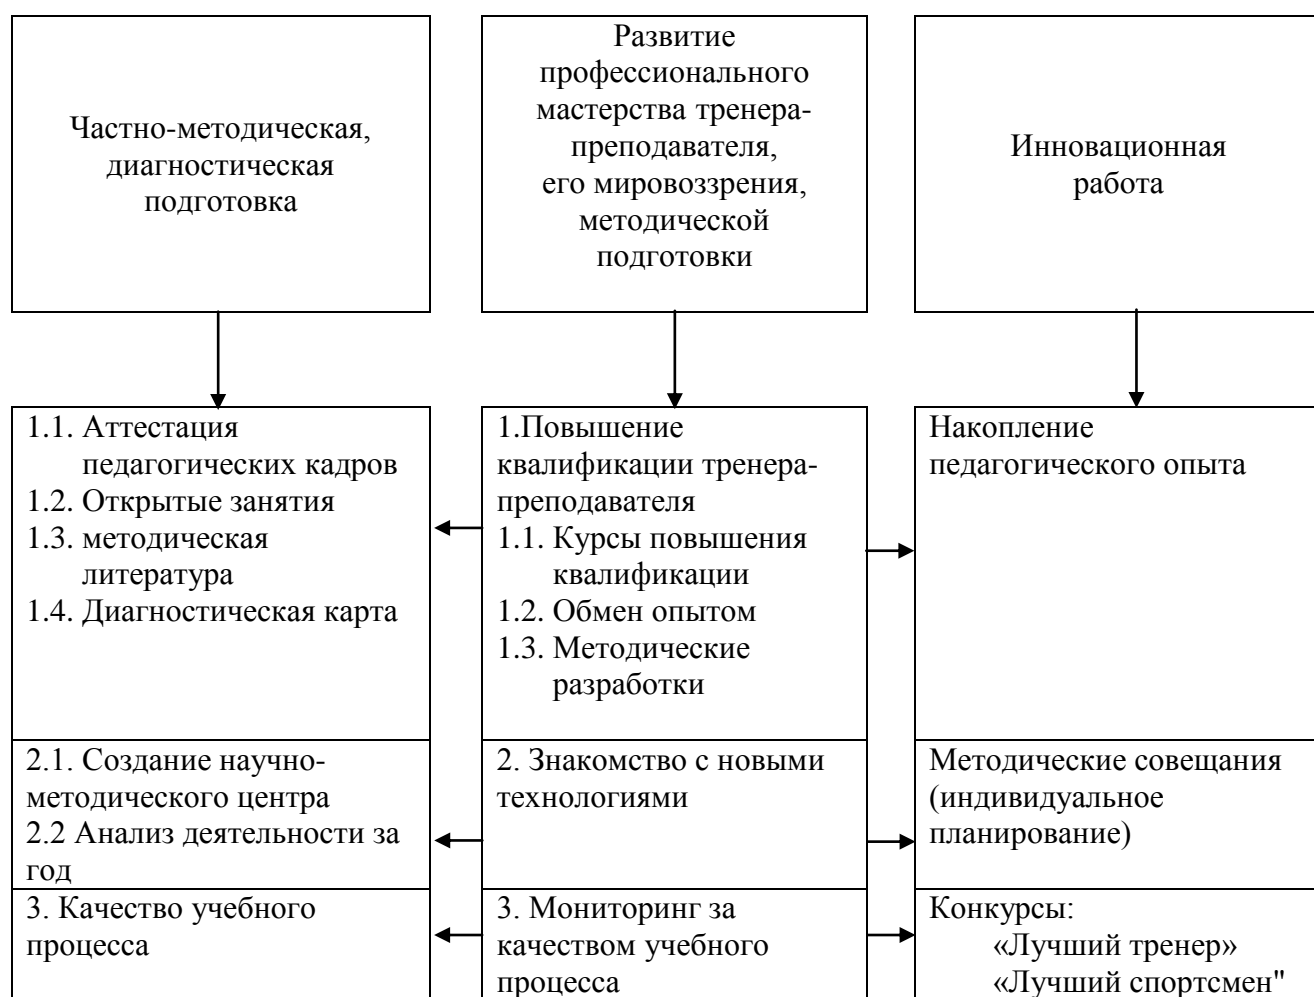 Частно-методическая,
диагностическая
подготовка
Развитие
профессионального
мастерства тренера-
преподавателя,
его мировоззрения,
методической
подготовки
Инновационная
работа
1.1. Аттестация
педагогических кадров
1.2. Открытые занятия
1.3. методическая
литература
1.4. Диагностическая карта
1.Повышение
квалификации тренера-
преподавателя
1.1. Курсы повышения
квалификации
1.2. Обмен опытом
1.3. Методические
разработки
Накопление
педагогического опыта
2.1. Создание научно-
методического центра
2.2 Анализ деятельности за
год
2. Знакомство с новыми
технологиями
Методические совещания
(индивидуальное
планирование)
3. Качество учебного
процесса
3. Мониторинг за
качеством учебного
процесса
Конкурсы:
«Лучший тренер»
«Лучший спортсмен"